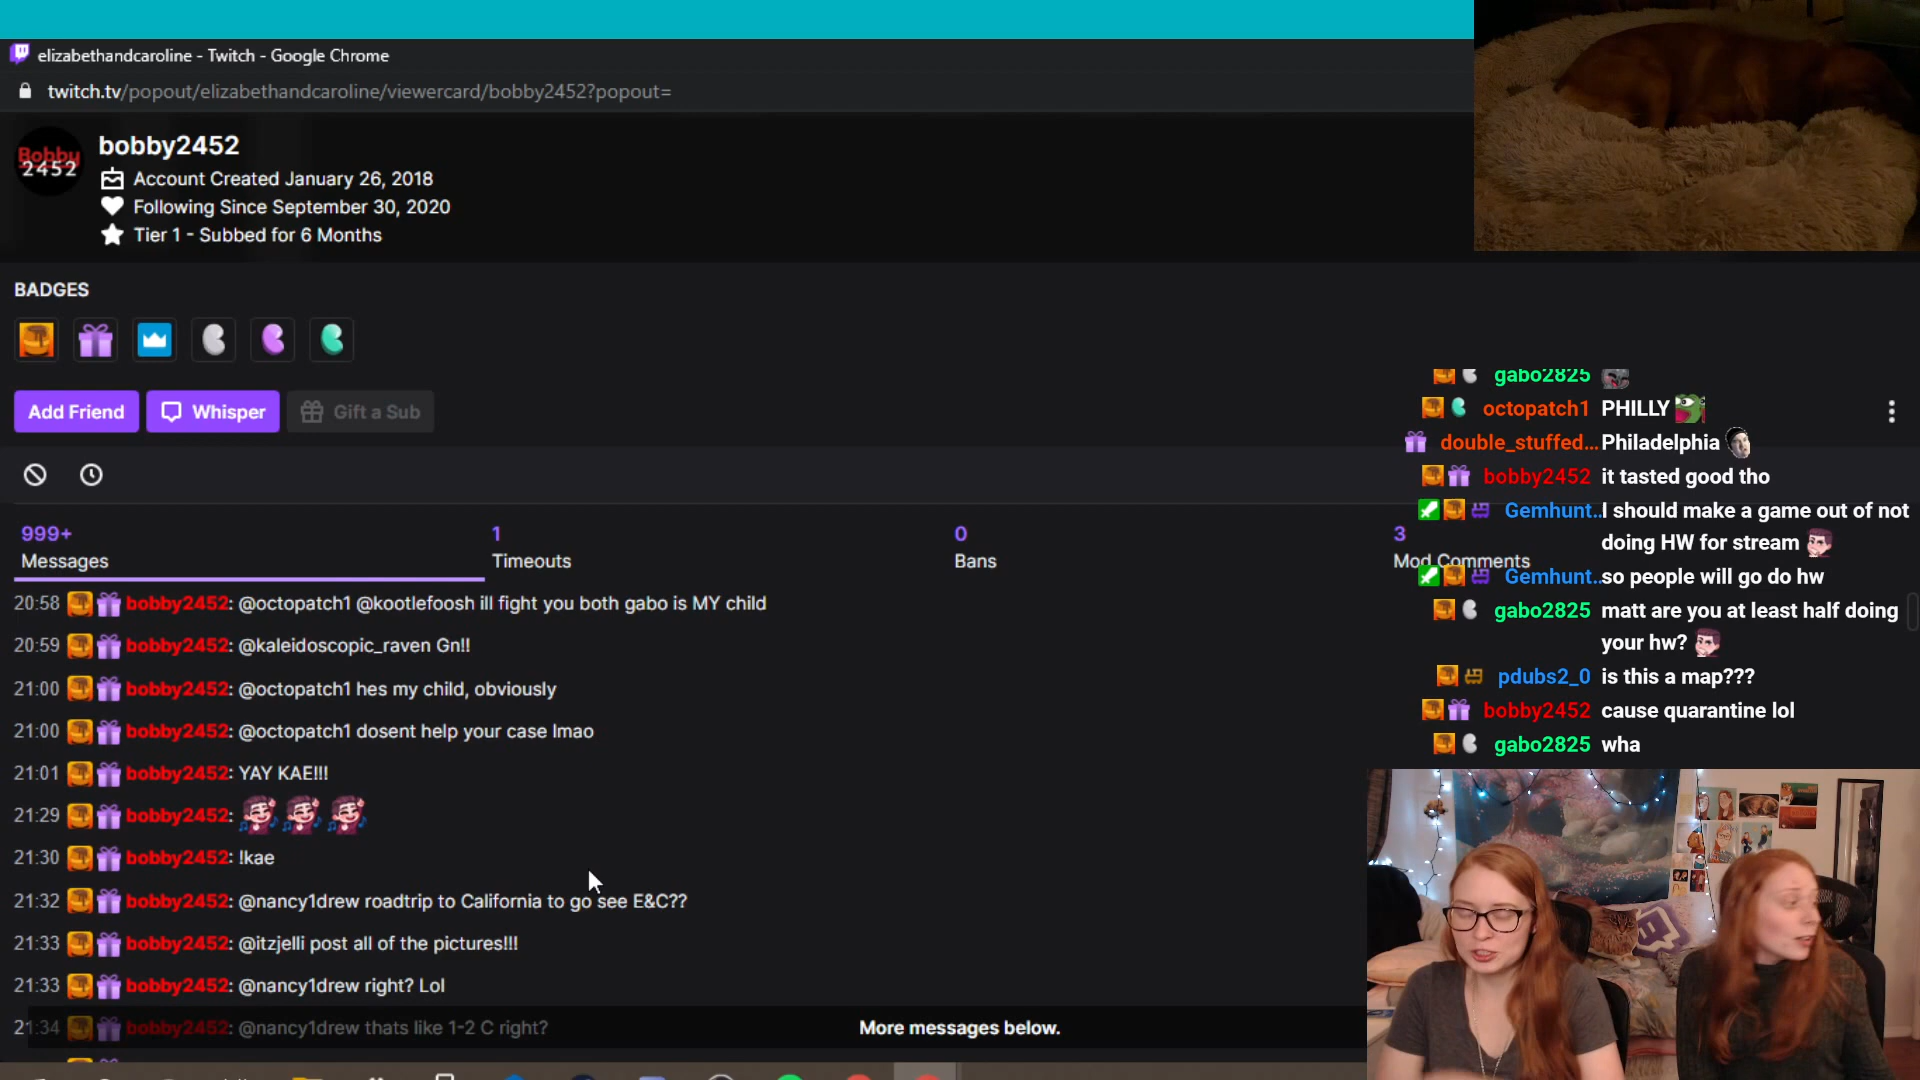 elizabethandcaroline - Twitch - Google Chrome
twitch.tv/popout/elizabethandcaroline/viewercard/bobby2452?popout=
Bobby
2452
bobby2452
Account Created January 26, 2018
Following Since September 30, 2020
Tier 1 - Subbed for 6 Months
BADGES
Add Friend
Whisper
Gift a Sub
999+
Messages
1
Timeouts
0
Bans
3
Mod Comments
20:58 bobby2452: @octopatch1 @kootlefoosh ill fight you both gabo is MY child
20:59 bobby2452: @kaleidoscopic_raven Gn!!
21:00 bobby2452: @octopatch1 hes my child, obviously
21:00 bobby2452: @octopatch1 dosent help your case lmao
21:01 bobby2452: YAY KAE!!!
21:29 bobby2452:
21:30 bobby2452: !kae
21:32 bobby2452: @nancy1drew roadtrip to California to go see E&C??
21:33 bobby2452: @itzjelli post all of the pictures!!!
21:33 bobby2452: @nancy1drew right? Lol
21:34 bobby2452: @nancy1drew thats like 1-2 C right?
More messages below.
gabo2825
octopatch1 PHILLY
double_stuffed... Philadelphia
bobby2452 it tasted good tho
Gemhunt.. I should make a game out of not
doing HW for stream
Gemhunt.. so people will go do hw
gabo2825 matt are you at least half doing
your hw?
pdubs2_0 is this a map???
bobby2452 cause quarantine lol
gabo2825 wha